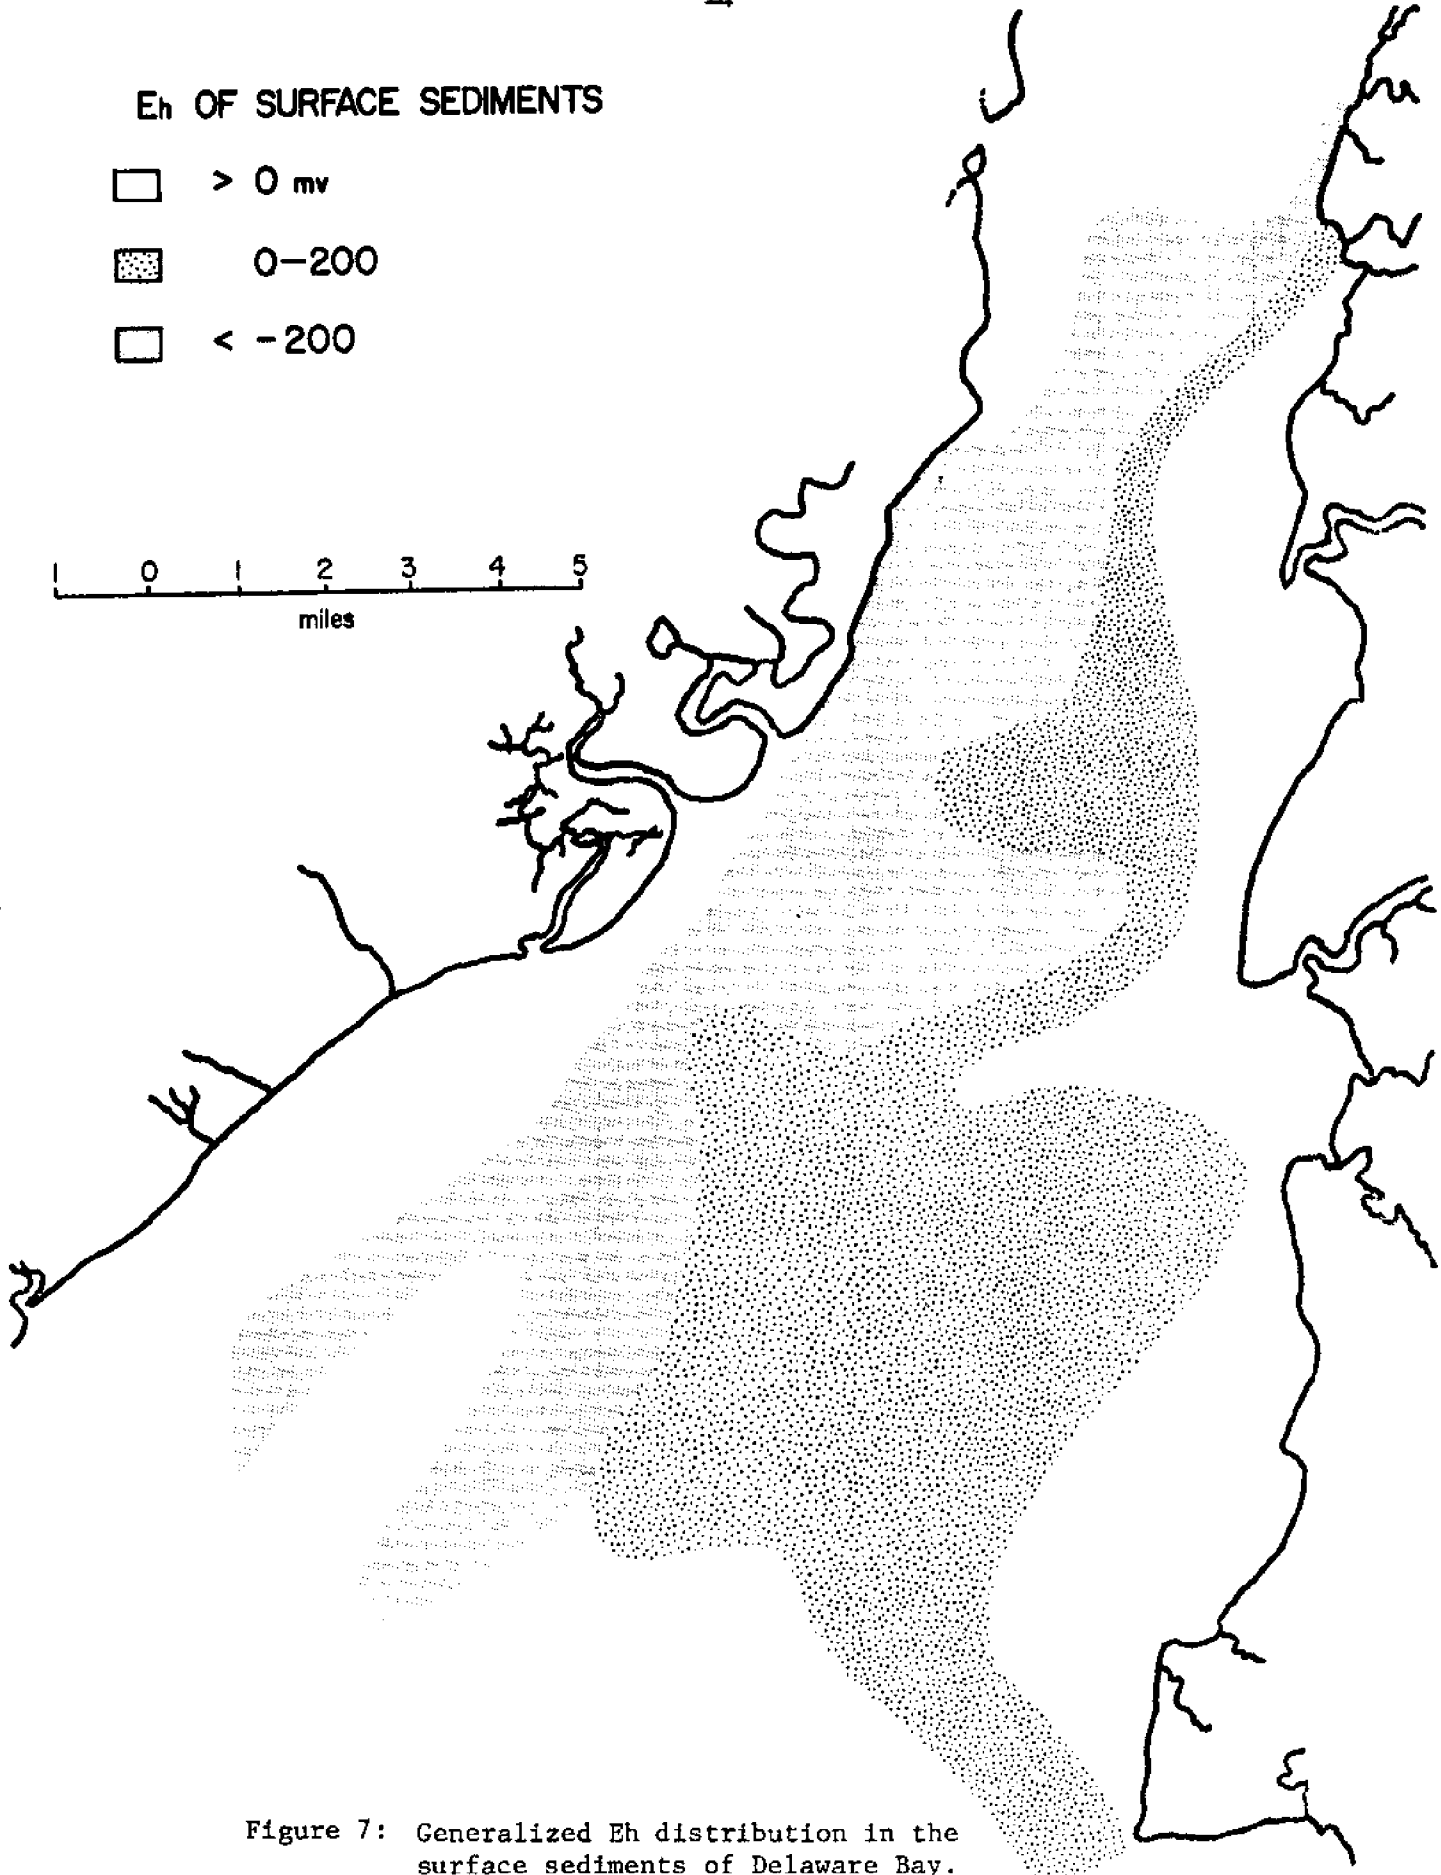 Eh OF SURFACE SEDIMENTS
> 0 mv
0-200
< -200
1 0 1 2 3 4 5
miles
Figure 7: Generalized Eh distribution in the
surface sediments of Delaware Bay.